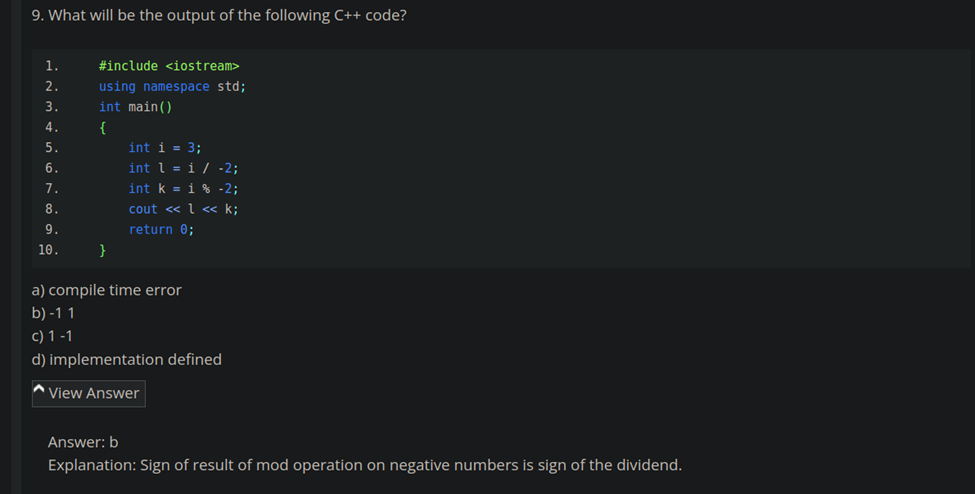 9. What will be the output of the following C++ code?
1. #include <iostream>
2. using namespace std;
3. int main()
4. {
5. int i = 3;
6. int l = i / -2;
7. int k = i % -2;
8. cout << l << k;
9. return 0;
10. }
a) compile time error
b) -1 1
c) 1 -1
d) implementation defined
View Answer
Answer: b
Explanation: Sign of result of mod operation on negative numbers is sign of the dividend.